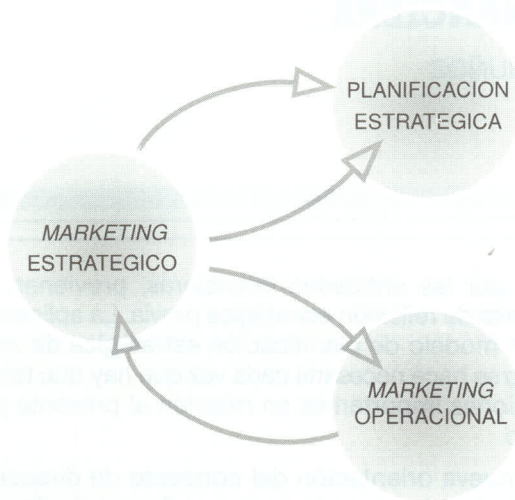 PLANIFICACION
ESTRATEGICA
MARKETING
ESTRATEGICO
MARKETING
OPERACIONAL